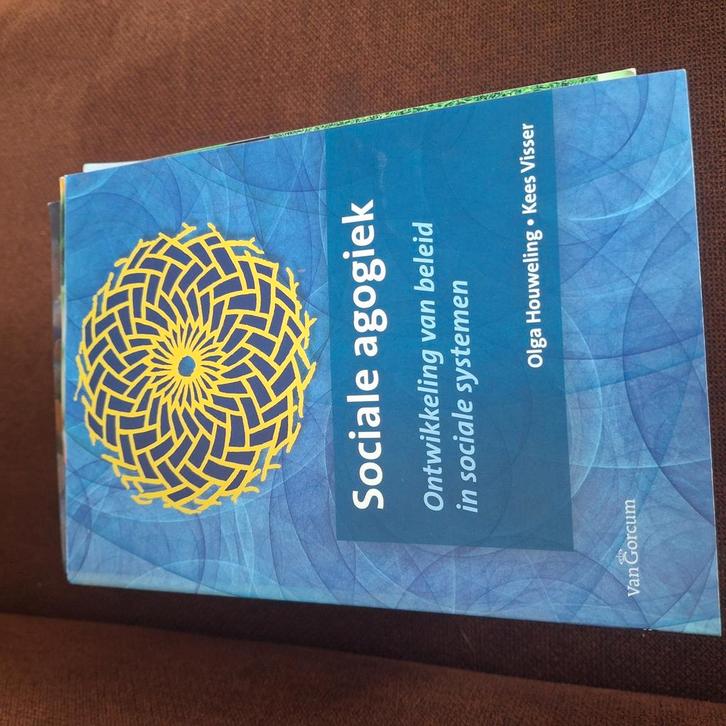 Sociale agogiek
Ontwikkeling van beleid
in sociale systemen
Olga Houweling • Kees Visser
Van Gorcum